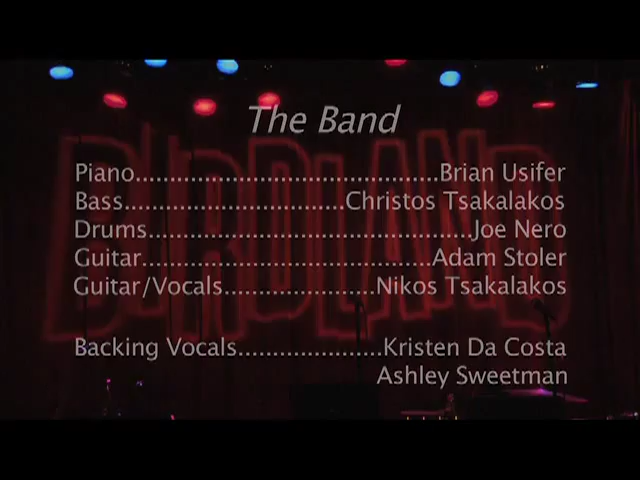 The Band
BIRDLAND
Piano............................................Brian Usifer
Bass................................Christos Tsakalakos
Drums...............................................Joe Nero
Guitar..........................................Adam Stoler
Guitar/Vocals......................Nikos Tsakalakos
Backing Vocals.....................Kristen Da Costa
Ashley Sweetman